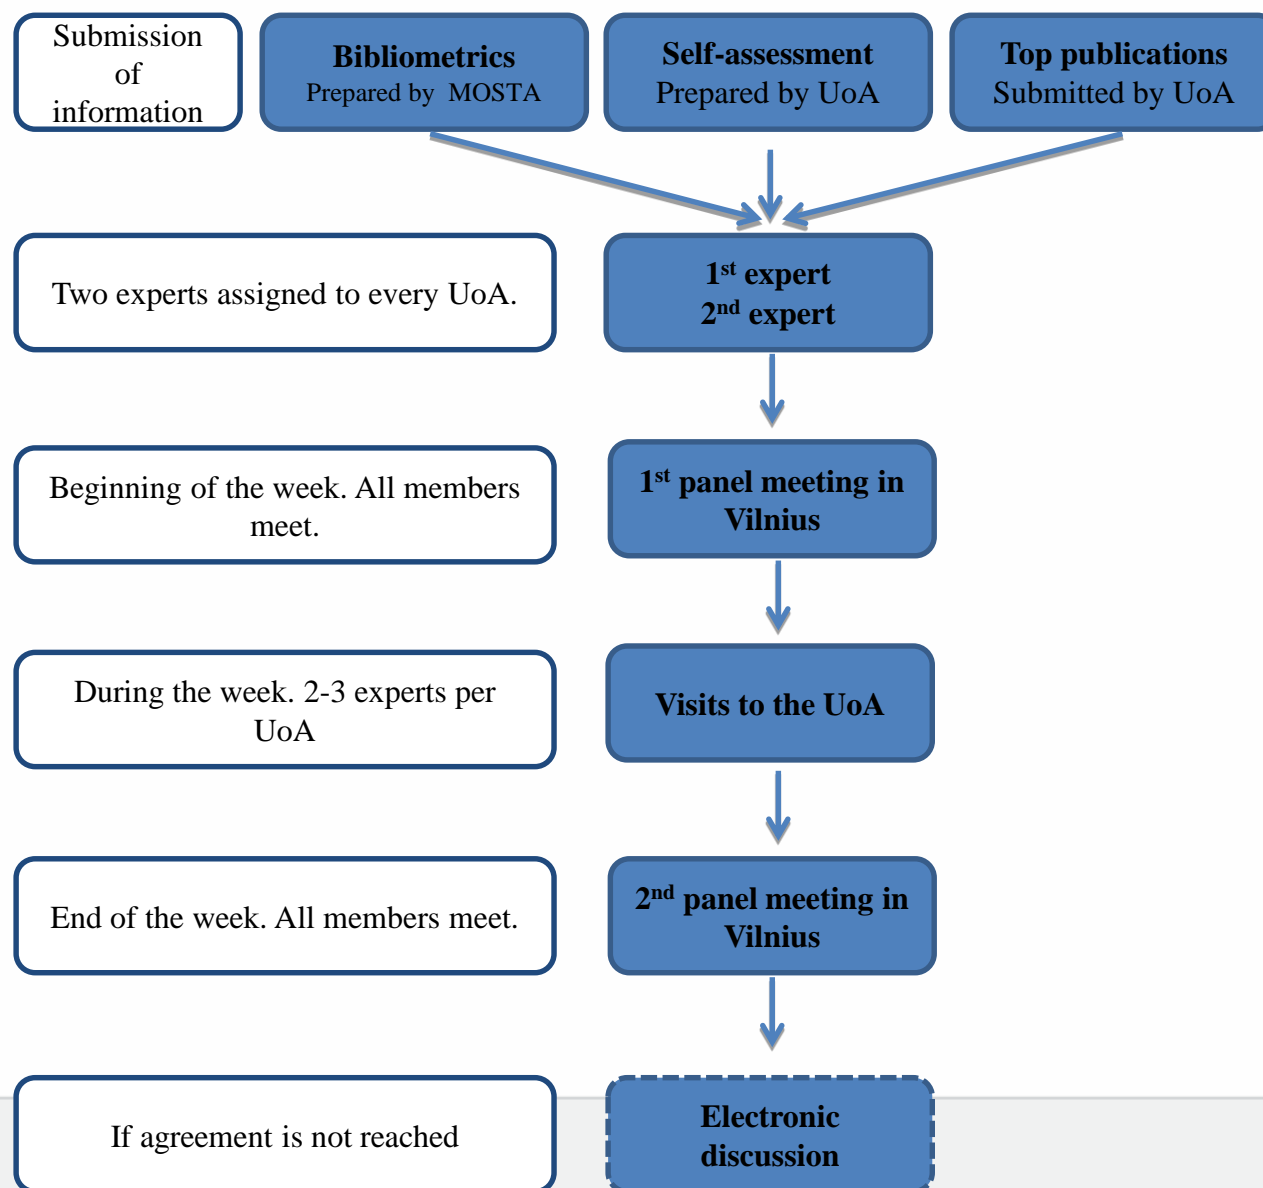 Submission
of
information
Bibliometrics
Prepared by MOSTA
Self-assessment
Prepared by UoA
Top publications
Submitted by UoA
Two experts assigned to every UoA.
1st expert
2nd expert
Beginning of the week. All members
meet.
1st panel meeting in
Vilnius
During the week. 2-3 experts per
UoA
Visits to the UoA
End of the week. All members meet.
2nd panel meeting in
Vilnius
If agreement is not reached
Electronic
discussion